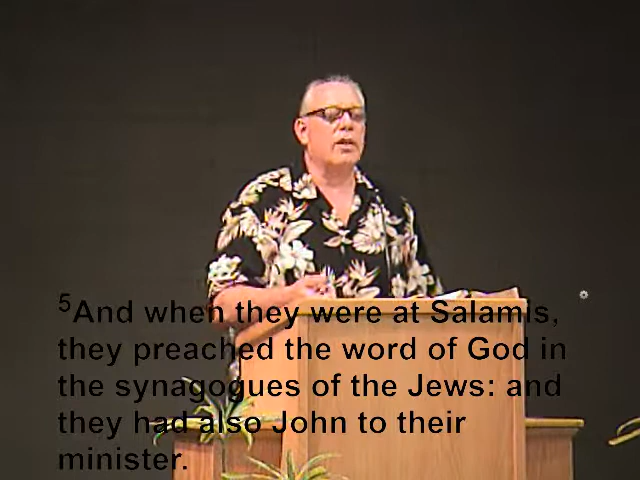 5And when they were at Salamis,
they preached the word of God in
the synagogues of the Jews: and
they had also John to their
minister.